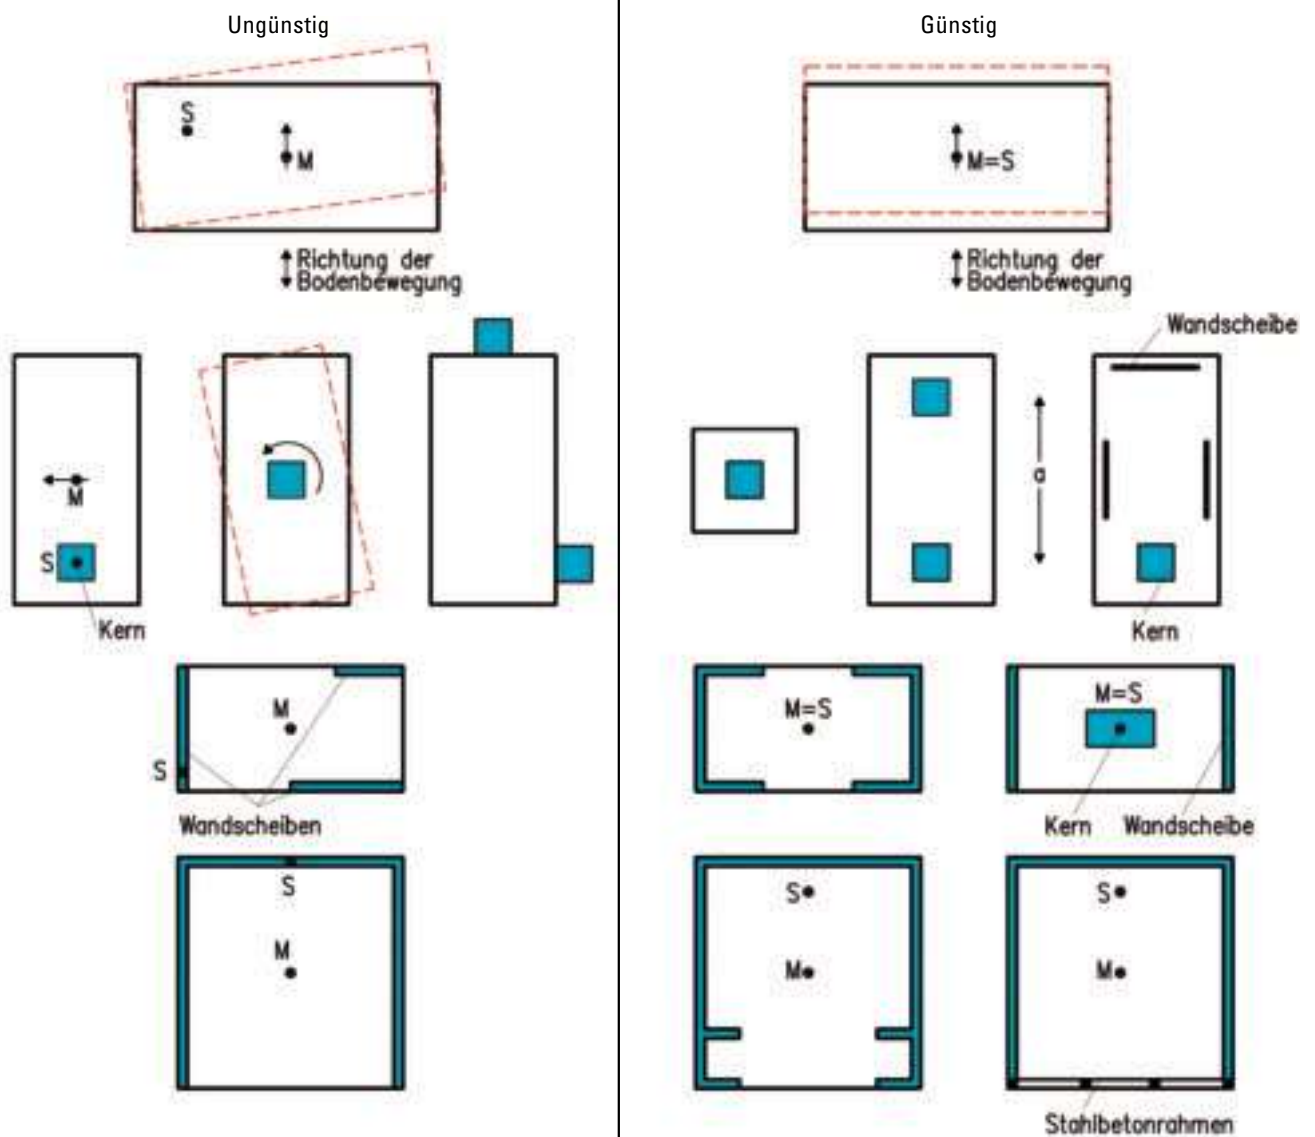 Ungünstig
Günstig
S
M
M=S
Richtung der
Bodenbewegung
Richtung der
Bodenbewegung
Wandscheibe
M
S
Kern
a
Kern
M
S
Wandscheiben
M=S
M=S
Kern
Wandscheibe
S
M
S
M
S
M
Stahlbetonrahmen